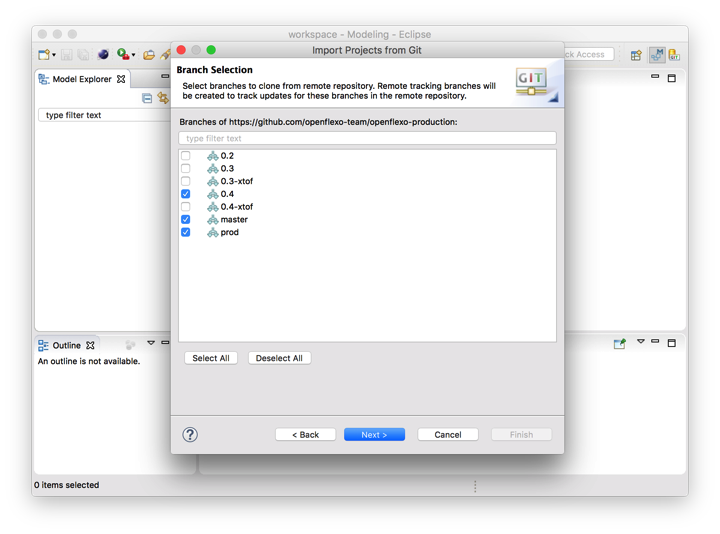 workspace - Modeling - Eclipse
Import Projects from Git
ck Access
Model Explorer
type filter text
Branch Selection
Select branches to clone from remote repository. Remote tracking branches will
be created to track updates for these branches in the remote repository.
GIT
Branches of https://github.com/openflexo-team/openflexo-production:
type filter text
0.2
0.3
0.3-xtof
0.4
0.4-xtof
master
prod
Select All
Deselect All
Outline
An outline is not available.
?
< Back
Next >
Cancel
Finish
0 items selected